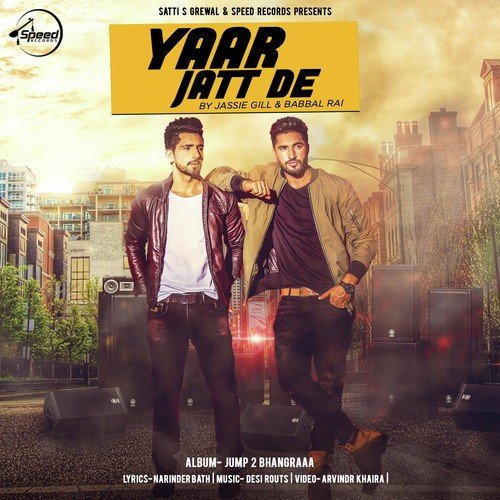 SATTI S GREWAL & SPEED RECORDS PRESENTS
Speed
RECORDS
YAAR
JATT DE
BY JASSIE GILL & BABBAL RAI
ALBUM- JUMP 2 BHANGRAAA
LYRICS- NARINDER BATH | MUSIC- DESI ROUTS | VIDEO- ARVINDR KHAIRA |